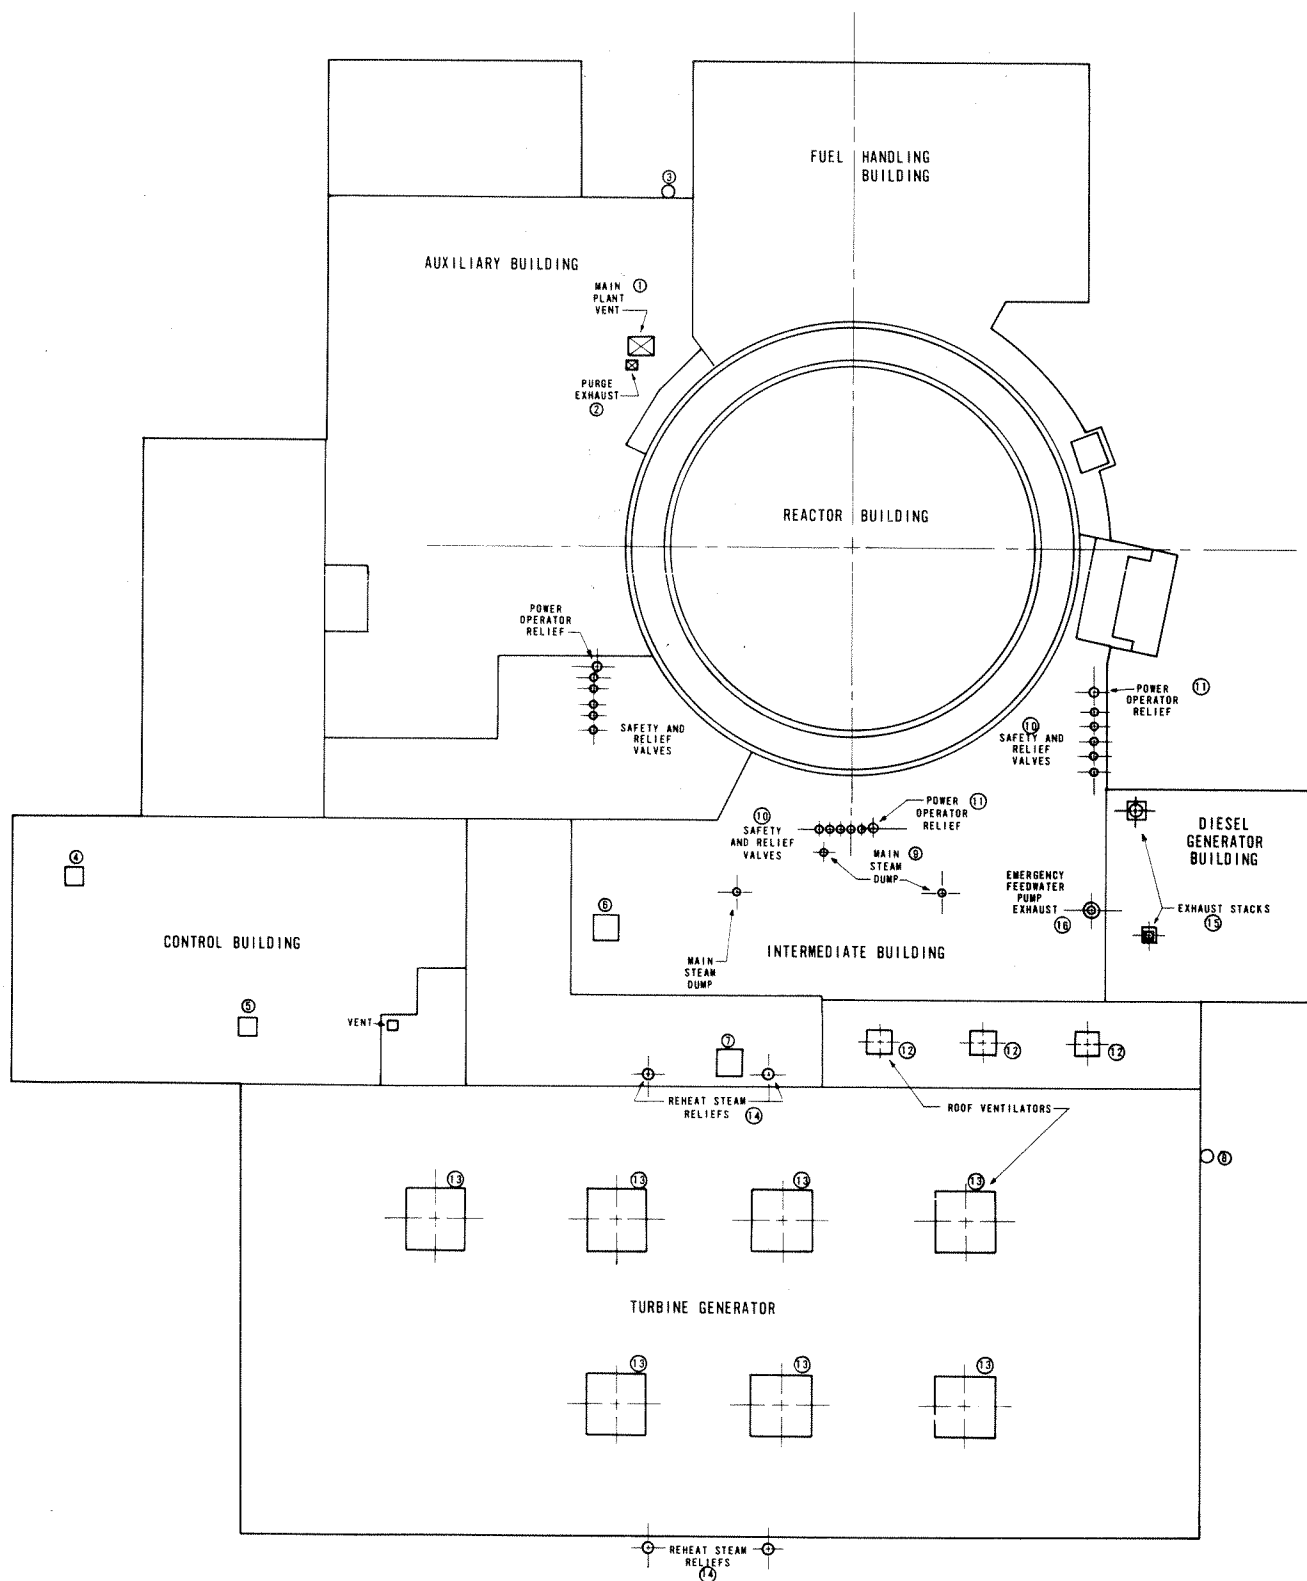 FUEL HANDLING
BUILDING
3
AUXILIARY BUILDING
MAIN 1
PLANT
VENT
PURGE
EXHAUST
2
REACTOR BUILDING
POWER
OPERATOR
RELIEF
SAFETY AND
RELIEF
VALVES
POWER 11
OPERATOR
RELIEF
10
SAFETY AND
RELIEF
VALVES
10
SAFETY
AND RELIEF
VALVES
POWER 11
OPERATOR
RELIEF
MAIN 9
STEAM
DUMP
DIESEL
GENERATOR
BUILDING
4
EMERGENCY
FEEDWATER
PUMP
EXHAUST
16
EXHAUST STACKS
15
6
CONTROL BUILDING
INTERMEDIATE BUILDING
MAIN
STEAM
DUMP
5
VENT
7
12
12
12
REHEAT STEAM
RELIEFS 14
ROOF VENTILATORS
8
13
13
13
13
TURBINE GENERATOR
13
13
13
REHEAT STEAM
RELIEFS
14